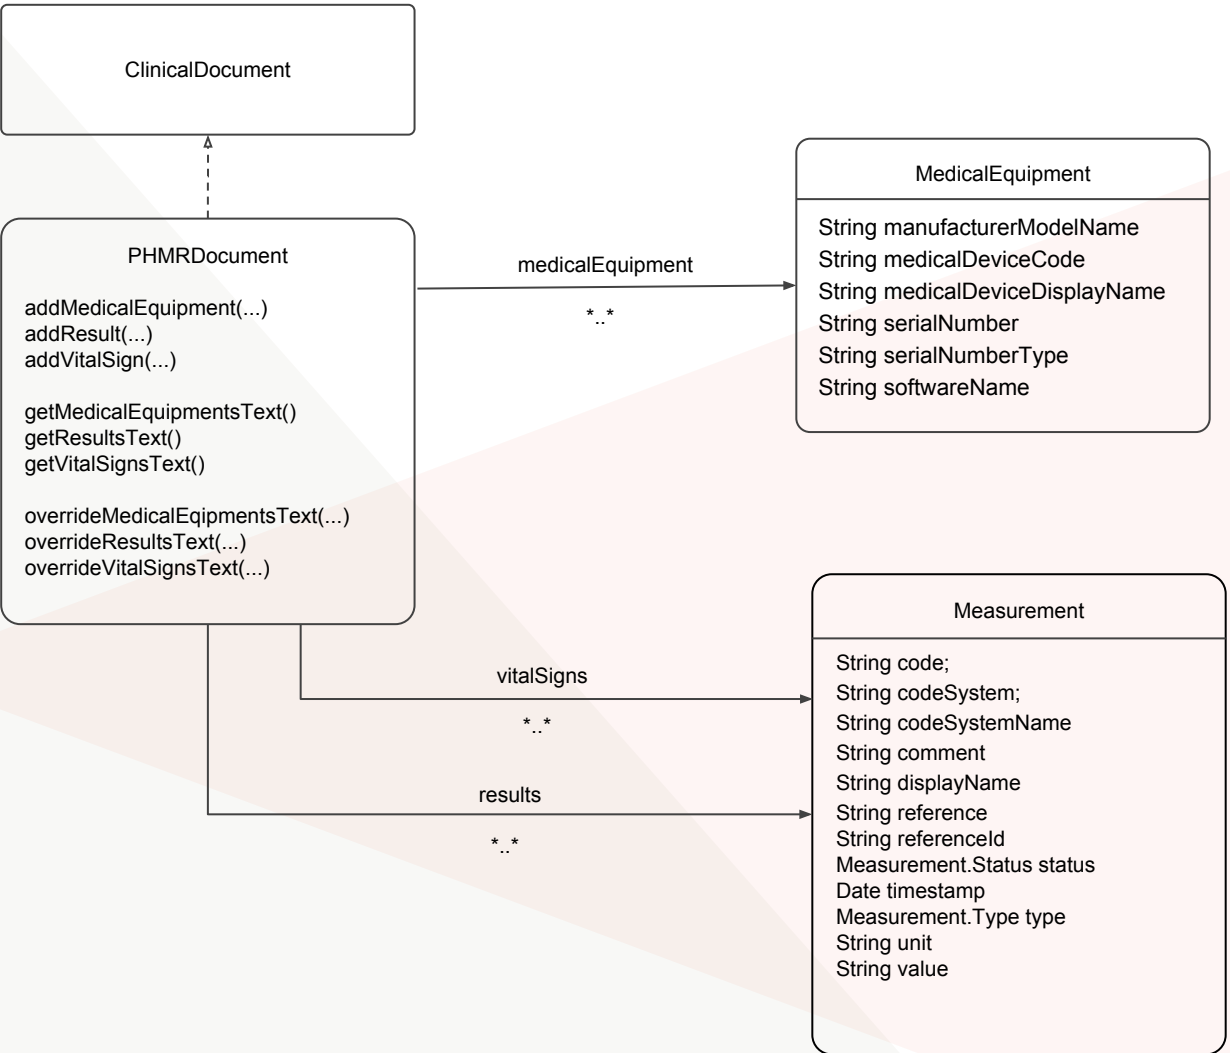 ClinicalDocument
PHMRDocument
addMedicalEquipment(...)
addResult(...)
addVitalSign(...)
getMedicalEquipmentsText()
getResultsText()
getVitalSignsText()
overrideMedicalEqipmentsText(...)
overrideResultsText(...)
overrideVitalSignsText(...)
medicalEquipment
*..*
MedicalEquipment
String manufacturerModelName
String medicalDeviceCode
String medicalDeviceDisplayName
String serialNumber
String serialNumberType
String softwareName
vitalSigns
*..*
results
*..*
Measurement
String code;
String codeSystem;
String codeSystemName
String comment
String displayName
String reference
String referenceId
Measurement.Status status
Date timestamp
Measurement.Type type
String unit
String value